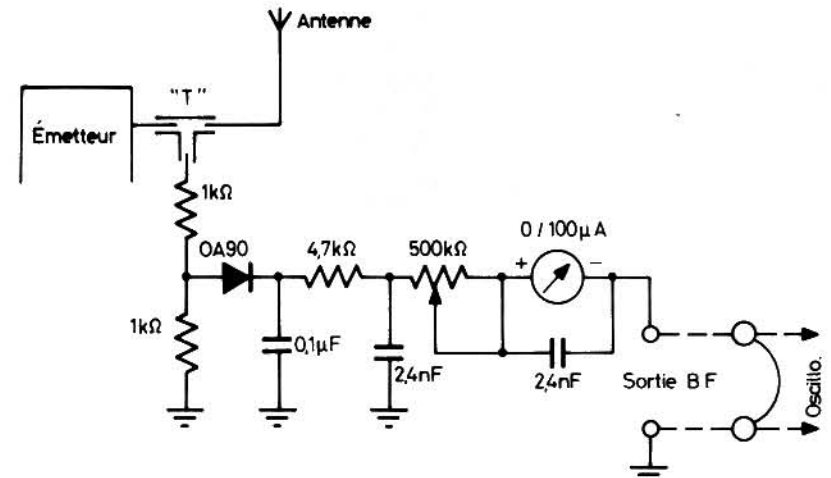 Antenne
"T"
Émetteur
1kΩ
OA90
4,7kΩ
500kΩ
0/100µA
+
−
1kΩ
0,1µF
2,4nF
2,4nF
Sortie BF
Oscillo.